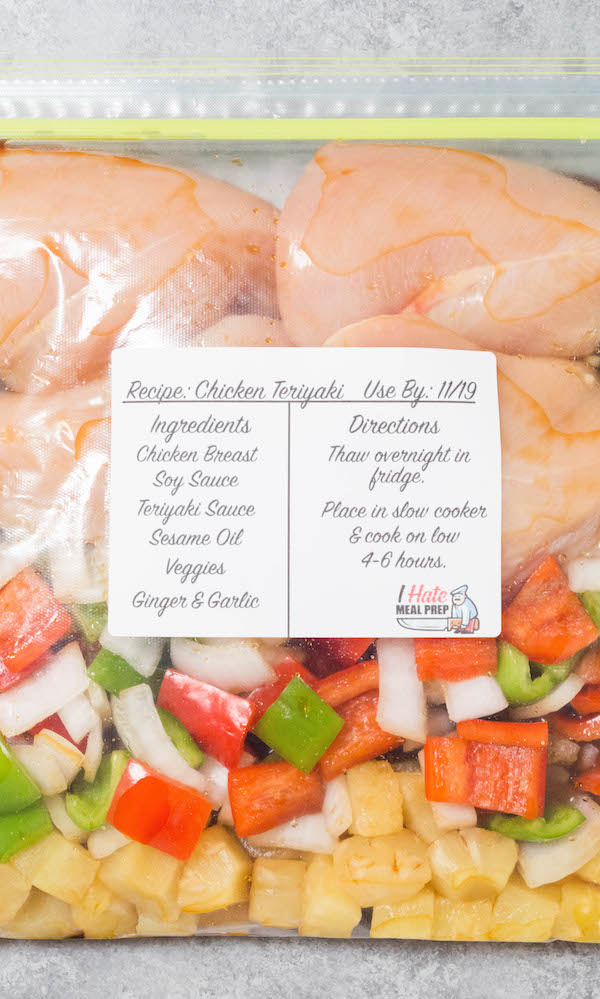 Recipe: Chicken Teriyaki Use By: 11/19
Ingredients
Chicken Breast
Soy Sauce
Teriyaki Sauce
Sesame Oil
Veggies
Ginger & Garlic
Directions
Thaw overnight in
fridge.
Place in slow cooker
& cook on low
4-6 hours.
I Hate
MEAL PREP